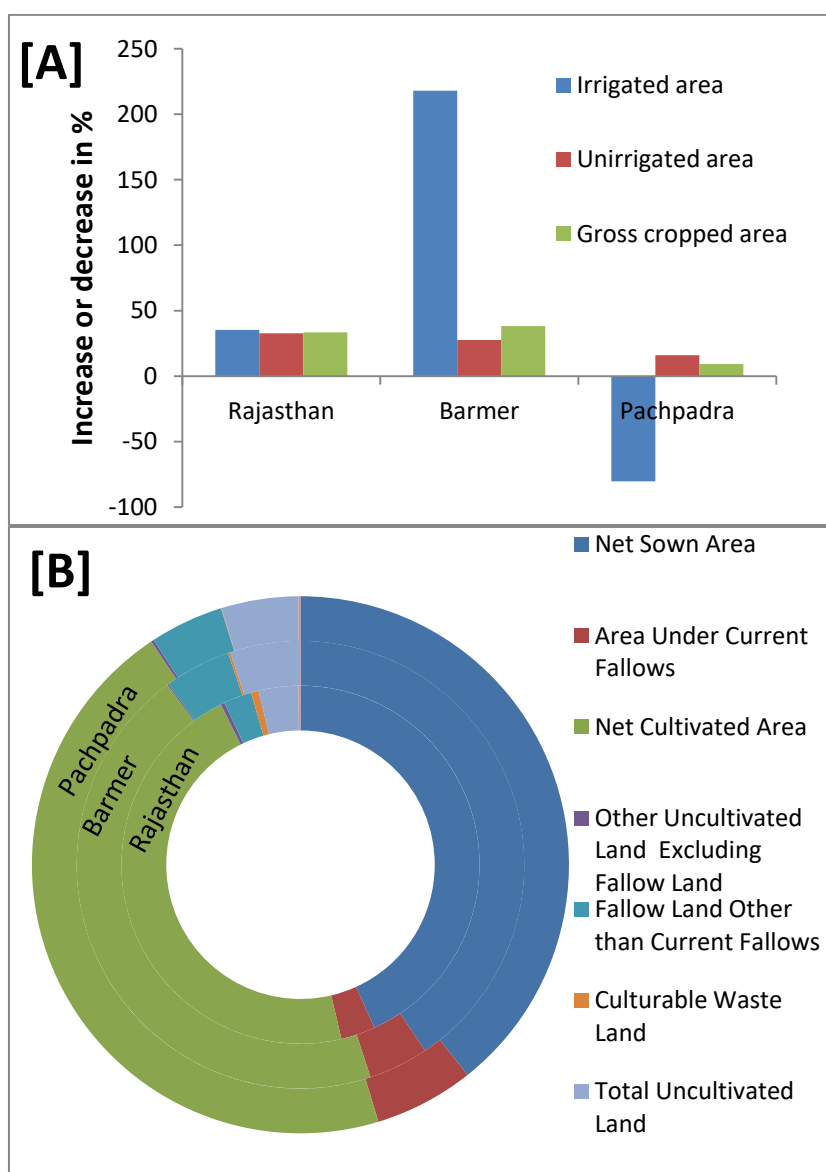 [A]
Increase or decrease in %
250
200
150
100
50
0
-50
-100
Rajasthan
Barmer
Pachpadra
Irrigated area
Unirrigated area
Gross cropped area
[B]
Pachpadra
Barmer
Rajasthan
Net Sown Area
Area Under Current
Fallows
Net Cultivated Area
Other Uncultivated
Land Excluding
Fallow Land
Fallow Land Other
than Current Fallows
Culturable Waste
Land
Total Uncultivated
Land